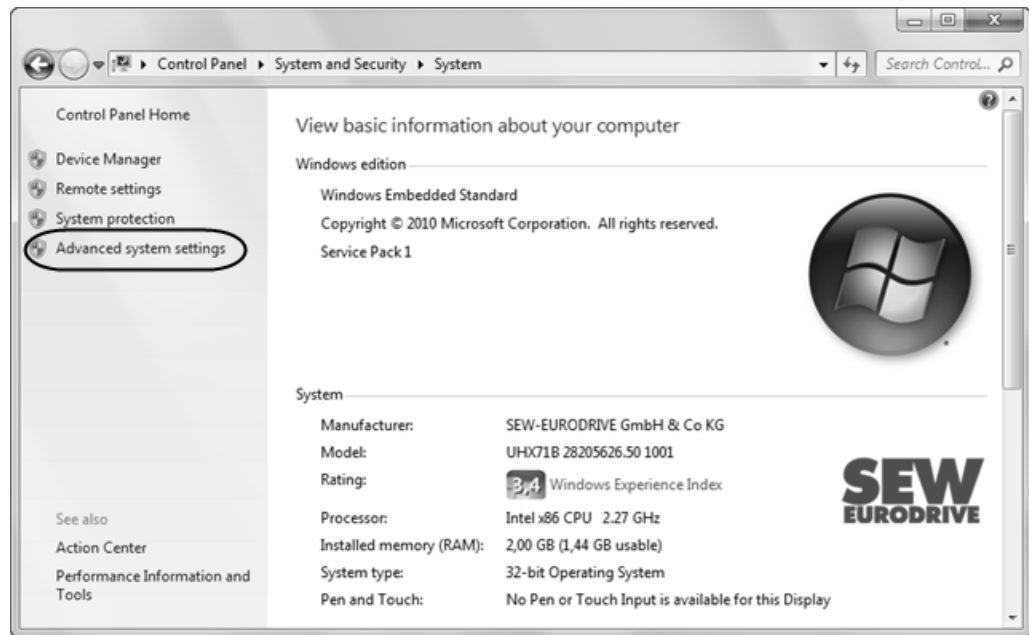 Control Panel ▸ System and Security ▸ System
Search Control...
Control Panel Home
Device Manager
Remote settings
System protection
Advanced system settings
See also
Action Center
Performance Information and
Tools
View basic information about your computer
Windows edition
Windows Embedded Standard
Copyright © 2010 Microsoft Corporation. All rights reserved.
Service Pack 1
System
Manufacturer: SEW-EURODRIVE GmbH & Co KG
Model: UHX71B 28205626.50 1001
Rating: 3,4 Windows Experience Index
Processor: Intel x86 CPU 2.27 GHz
Installed memory (RAM): 2,00 GB (1,44 GB usable)
System type: 32-bit Operating System
Pen and Touch: No Pen or Touch Input is available for this Display
SEW
EURODRIVE